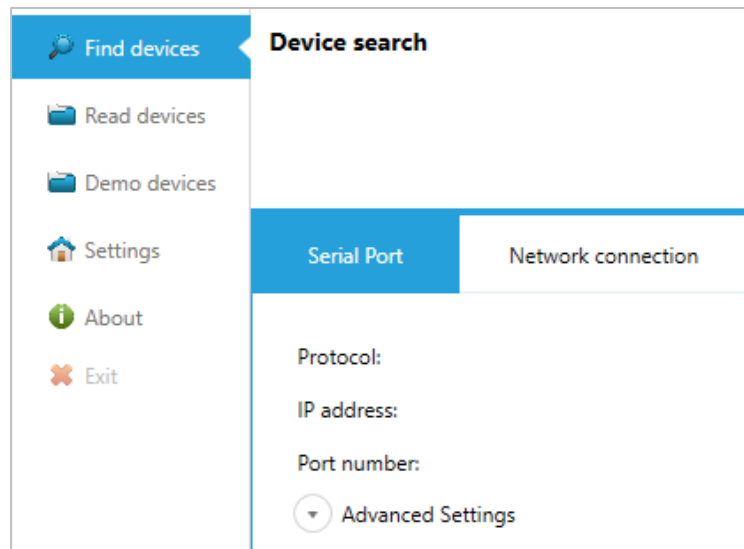 Find devices
Read devices
Demo devices
Settings
About
Exit
Device search
Serial Port
Network connection
Protocol:
IP address:
Port number:
Advanced Settings